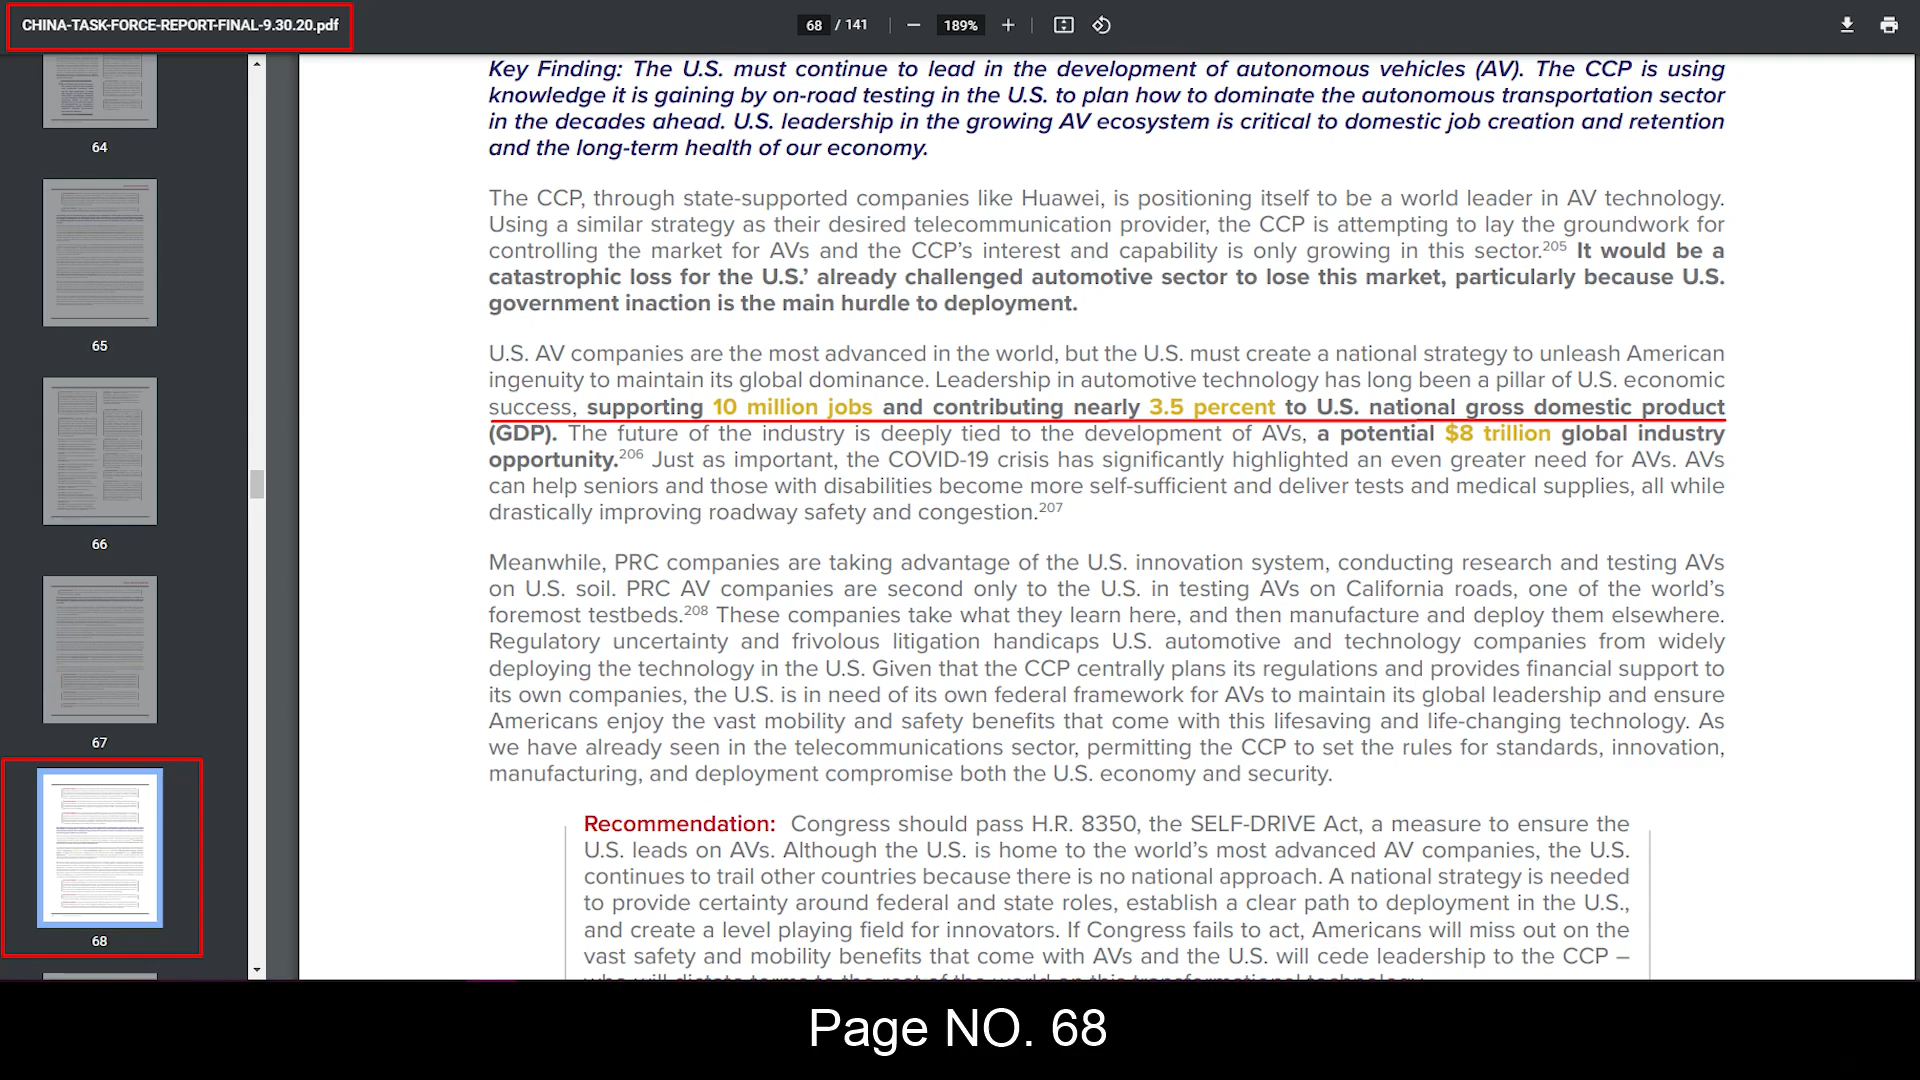 CHINA-TASK-FORCE-REPORT-FINAL-9.30.20.pdf
68 / 141
189%
64
65
66
67
68
Key Finding: The U.S. must continue to lead in the development of autonomous vehicles (AV). The CCP is using
knowledge it is gaining by on-road testing in the U.S. to plan how to dominate the autonomous transportation sector
in the decades ahead. U.S. leadership in the growing AV ecosystem is critical to domestic job creation and retention
and the long-term health of our economy.
The CCP, through state-supported companies like Huawei, is positioning itself to be a world leader in AV technology.
Using a similar strategy as their desired telecommunication provider, the CCP is attempting to lay the groundwork for
controlling the market for AVs and the CCP’s interest and capability is only growing in this sector.205 It would be a
catastrophic loss for the U.S.’ already challenged automotive sector to lose this market, particularly because U.S.
government inaction is the main hurdle to deployment.
U.S. AV companies are the most advanced in the world, but the U.S. must create a national strategy to unleash American
ingenuity to maintain its global dominance. Leadership in automotive technology has long been a pillar of U.S. economic
success, supporting 10 million jobs and contributing nearly 3.5 percent to U.S. national gross domestic product
(GDP). The future of the industry is deeply tied to the development of AVs, a potential $8 trillion global industry
opportunity.206 Just as important, the COVID-19 crisis has significantly highlighted an even greater need for AVs. AVs
can help seniors and those with disabilities become more self-sufficient and deliver tests and medical supplies, all while
drastically improving roadway safety and congestion.207
Meanwhile, PRC companies are taking advantage of the U.S. innovation system, conducting research and testing AVs
on U.S. soil. PRC AV companies are second only to the U.S. in testing AVs on California roads, one of the world’s
foremost testbeds.208 These companies take what they learn here, and then manufacture and deploy them elsewhere.
Regulatory uncertainty and frivolous litigation handicaps U.S. automotive and technology companies from widely
deploying the technology in the U.S. Given that the CCP centrally plans its regulations and provides financial support to
its own companies, the U.S. is in need of its own federal framework for AVs to maintain its global leadership and ensure
Americans enjoy the vast mobility and safety benefits that come with this lifesaving and life-changing technology. As
we have already seen in the telecommunications sector, permitting the CCP to set the rules for standards, innovation,
manufacturing, and deployment compromise both the U.S. economy and security.
Recommendation: Congress should pass H.R. 8350, the SELF-DRIVE Act, a measure to ensure the
U.S. leads on AVs. Although the U.S. is home to the world’s most advanced AV companies, the U.S.
continues to trail other countries because there is no national approach. A national strategy is needed
to provide certainty around federal and state roles, establish a clear path to deployment in the U.S.,
and create a level playing field for innovators. If Congress fails to act, Americans will miss out on the
vast safety and mobility benefits that come with AVs and the U.S. will cede leadership to the CCP –
who will dictate terms to the rest of the world on this transformational technology.
Page NO. 68